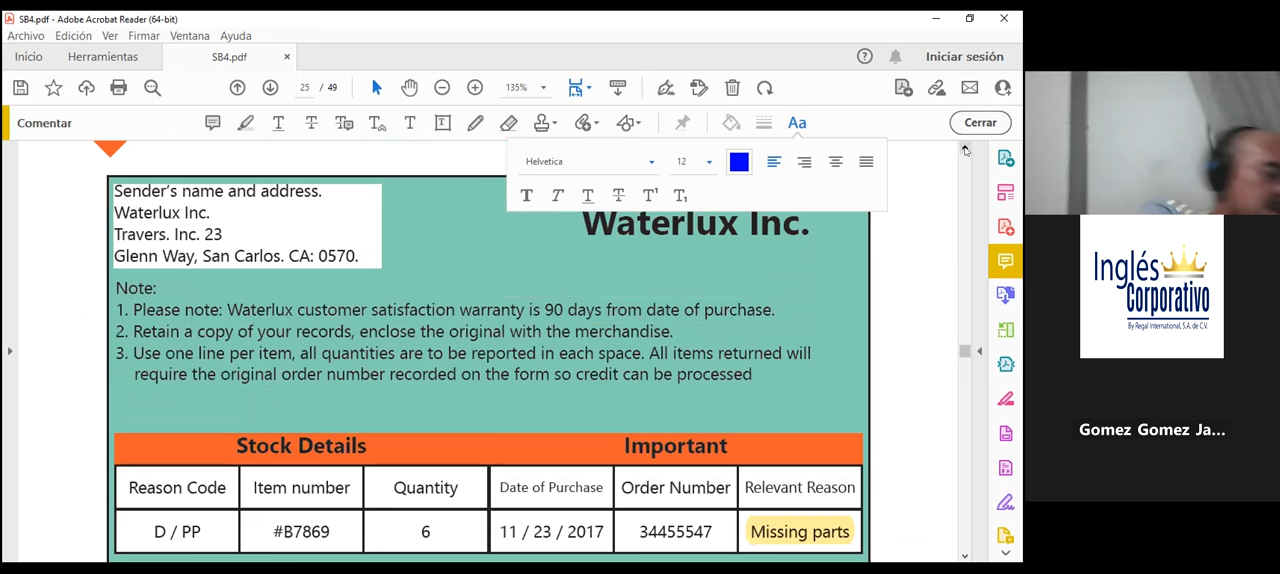 SB4.pdf - Adobe Acrobat Reader (64-bit)
Archivo Edición Ver Firmar Ventana Ayuda
Inicio Herramientas SB4.pdf × Iniciar sesión
25 / 49 135%
Comentar Cerrar
Helvetica 12
Sender's name and address.
Waterlux Inc.
Travers. Inc. 23
Glenn Way, San Carlos. CA: 0570.
Waterlux Inc.
Note:
1. Please note: Waterlux customer satisfaction warranty is 90 days from date of purchase.
2. Retain a copy of your records, enclose the original with the merchandise.
3. Use one line per item, all quantities are to be reported in each space. All items returned will
require the original order number recorded on the form so credit can be processed
Stock Details Important
Reason Code Item number Quantity Date of Purchase Order Number Relevant Reason
D / PP #B7869 6 11 / 23 / 2017 34455547 Missing parts
Inglés
Corporativo
By Regal International, S.A. de C.V.
Gomez Gomez Ja...